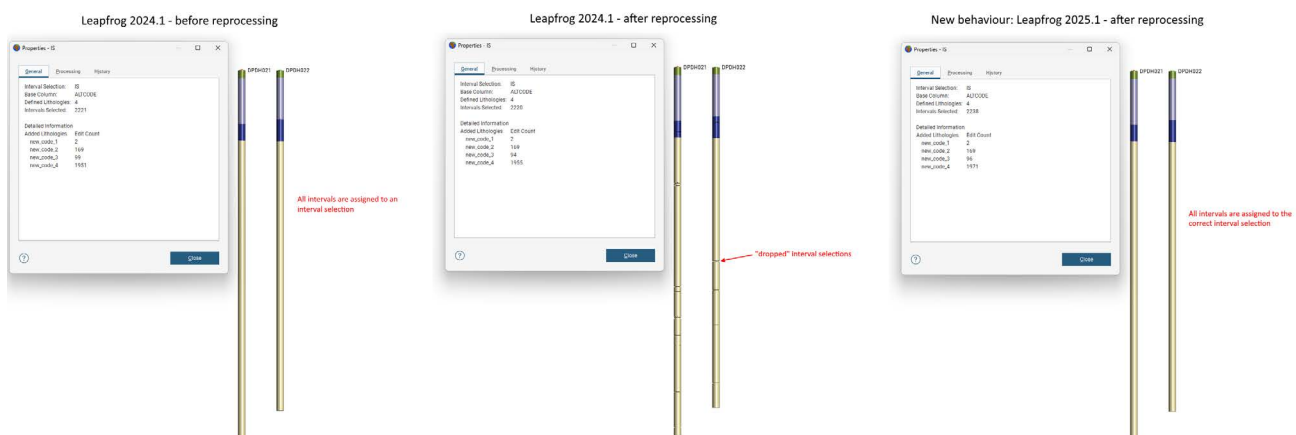 Leapfrog 2024.1 - before reprocessing
Properties - IS
General Processing History
Interval Selection: IS
Base Column: ALTCODE
Defined Lithologies: 4
Intervals Selected: 2221
Detailed Information
Added Lithologies Edit Count
new_code_1 2
new_code_2 169
new_code_3 99
new_code_4 1951
Close
DPDH021 DPDH022
All intervals are assigned to an
interval selection
Leapfrog 2024.1 - after reprocessing
Properties - IS
General Processing History
Interval Selection: IS
Base Column: ALTCODE
Defined Lithologies: 4
Intervals Selected: 2220
Detailed Information
Added Lithologies Edit Count
new_code_1 2
new_code_2 169
new_code_3 94
new_code_4 1955
Close
DPDH021 DPDH022
"dropped" interval selections
New behaviour: Leapfrog 2025.1 - after reprocessing
Properties - IS
General Processing History
Interval Selection: IS
Base Column: ALTCODE
Defined Lithologies: 4
Intervals Selected: 2238
Detailed Information
Added Lithologies Edit Count
new_code_1 2
new_code_2 169
new_code_3 96
new_code_4 1971
Close
DPDH021 DPDH022
All intervals are assigned to the
correct interval selection